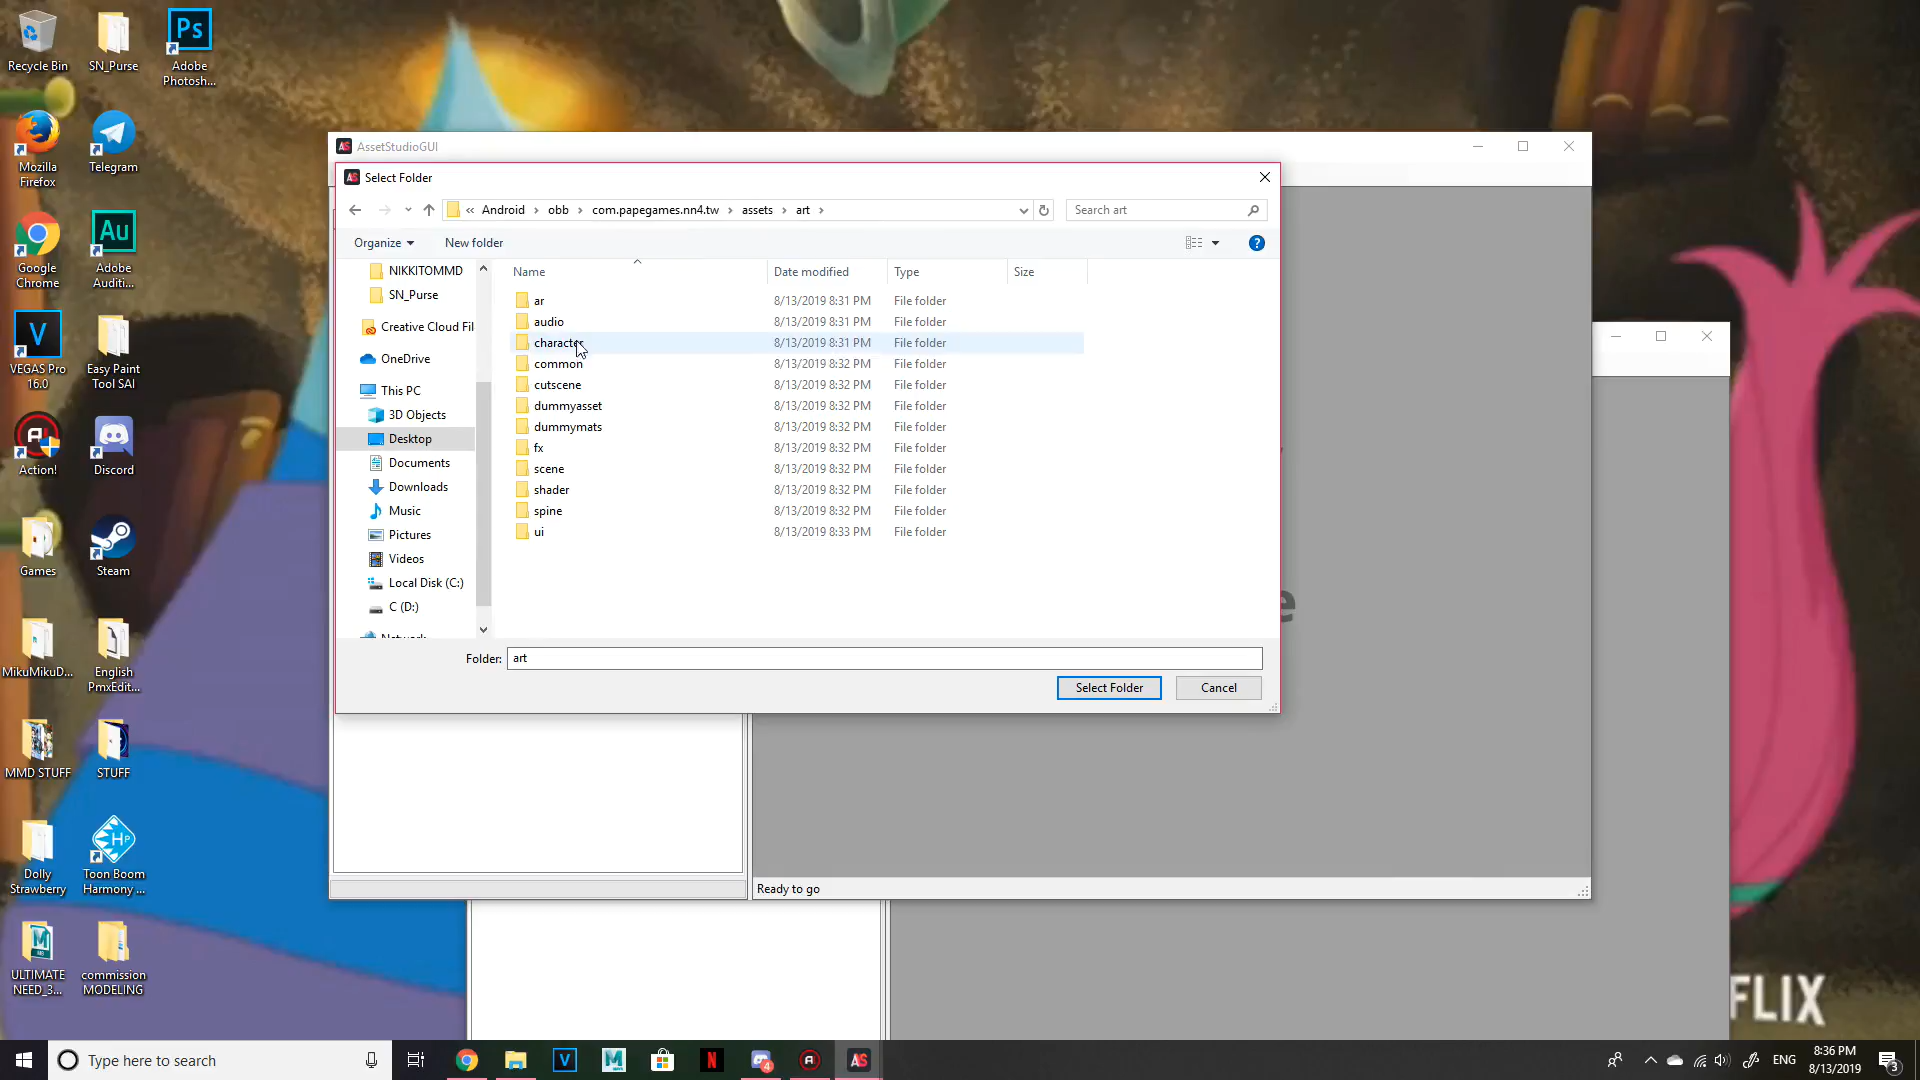 Recycle Bin
SN_Purse
Adobe
Photosh...
Mozilla
Firefox
Telegram
Google
Chrome
Adobe
Auditi...
VEGAS Pro
16.0
Easy Paint
Tool SAI
Action!
Discord
Games
Steam
MikuMikuD...
English
PmxEdit...
MMD STUFF
STUFF
Dolly
Strawberry
Toon Boom
Harmony ...
ULTIMATE
NEED_3...
commission
MODELING
AssetStudioGUI
Select Folder
« Android > obb > com.papegames.nn4.tw > assets > art >
Search art
Organize
New folder
NIKKITOMMD
SN_Purse
Creative Cloud Fil
OneDrive
This PC
3D Objects
Desktop
Documents
Downloads
Music
Pictures
Videos
Local Disk (C:)
C (D:)
Name Date modified Type Size
ar 8/13/2019 8:31 PM File folder
audio 8/13/2019 8:31 PM File folder
character 8/13/2019 8:31 PM File folder
common 8/13/2019 8:32 PM File folder
cutscene 8/13/2019 8:32 PM File folder
dummyasset 8/13/2019 8:32 PM File folder
dummymats 8/13/2019 8:32 PM File folder
fx 8/13/2019 8:32 PM File folder
scene 8/13/2019 8:32 PM File folder
shader 8/13/2019 8:32 PM File folder
spine 8/13/2019 8:32 PM File folder
ui 8/13/2019 8:33 PM File folder
Folder: art
Select Folder
Cancel
Ready to go
FLIX
Type here to search
ENG
8:36 PM
8/13/2019
3